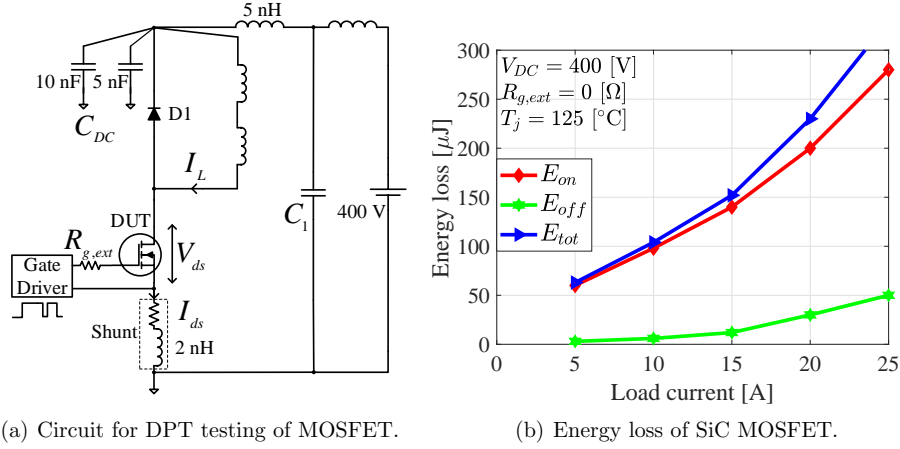 5 nH
10 nF 5 nF
C_DC
D1
I_L
DUT
R_g,ext
V_ds
C_1
400 V
Gate
Driver
Shunt
I_ds
2 nH
(a) Circuit for DPT testing of MOSFET.
V_DC = 400 [V]
R_g,ext = 0 [Ω]
T_j = 125 [°C]
E_on
E_off
E_tot
Energy loss [μJ]
300
250
200
150
100
50
0
0 5 10 15 20 25
Load current [A]
(b) Energy loss of SiC MOSFET.